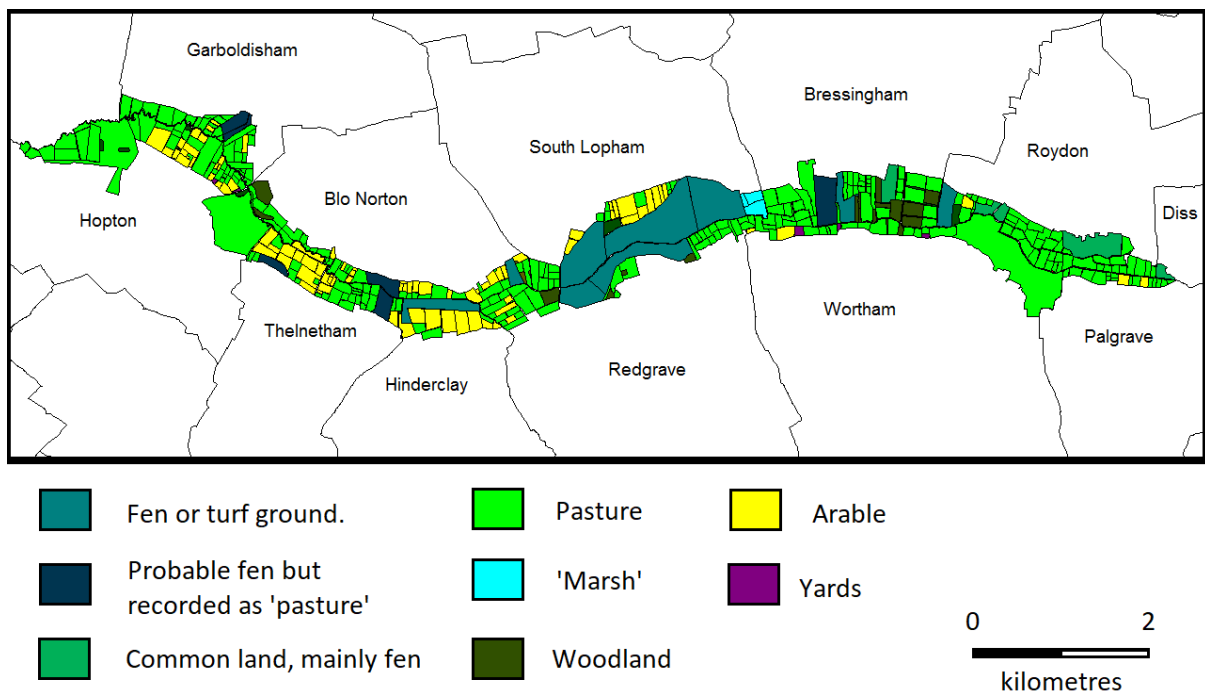 Garboldisham
Bressingham
South Lopham
Roydon
Blo Norton
Hopton
Diss
Wortham
Thelnetham
Palgrave
Redgrave
Hinderclay
Fen or turf ground.
Pasture
Arable
Probable fen but
recorded as 'pasture'
'Marsh'
Yards
Common land, mainly fen
Woodland
0 2
kilometres